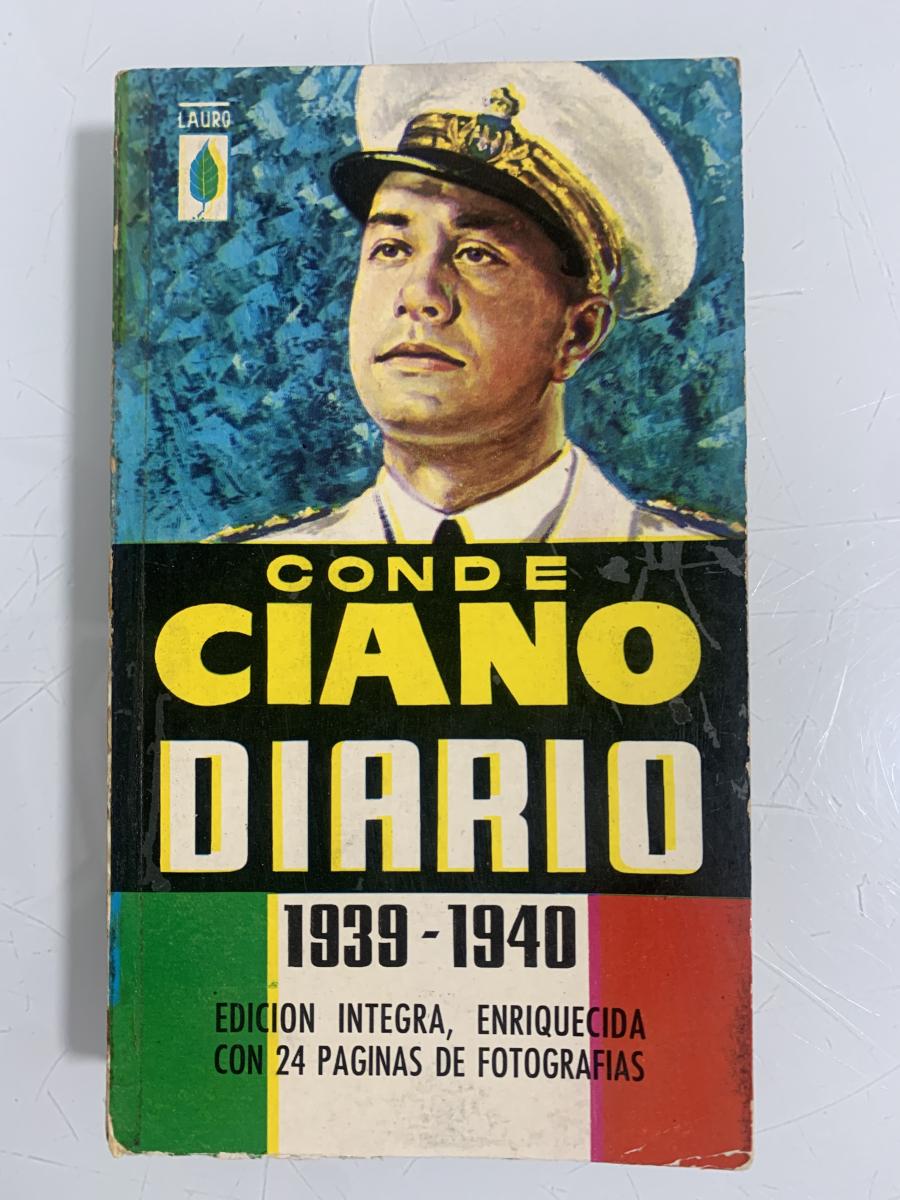 LAURO
CONDE
CIANO
DIARIO
1939 - 1940
EDICION INTEGRA, ENRIQUECIDA
CON 24 PAGINAS DE FOTOGRAFIAS